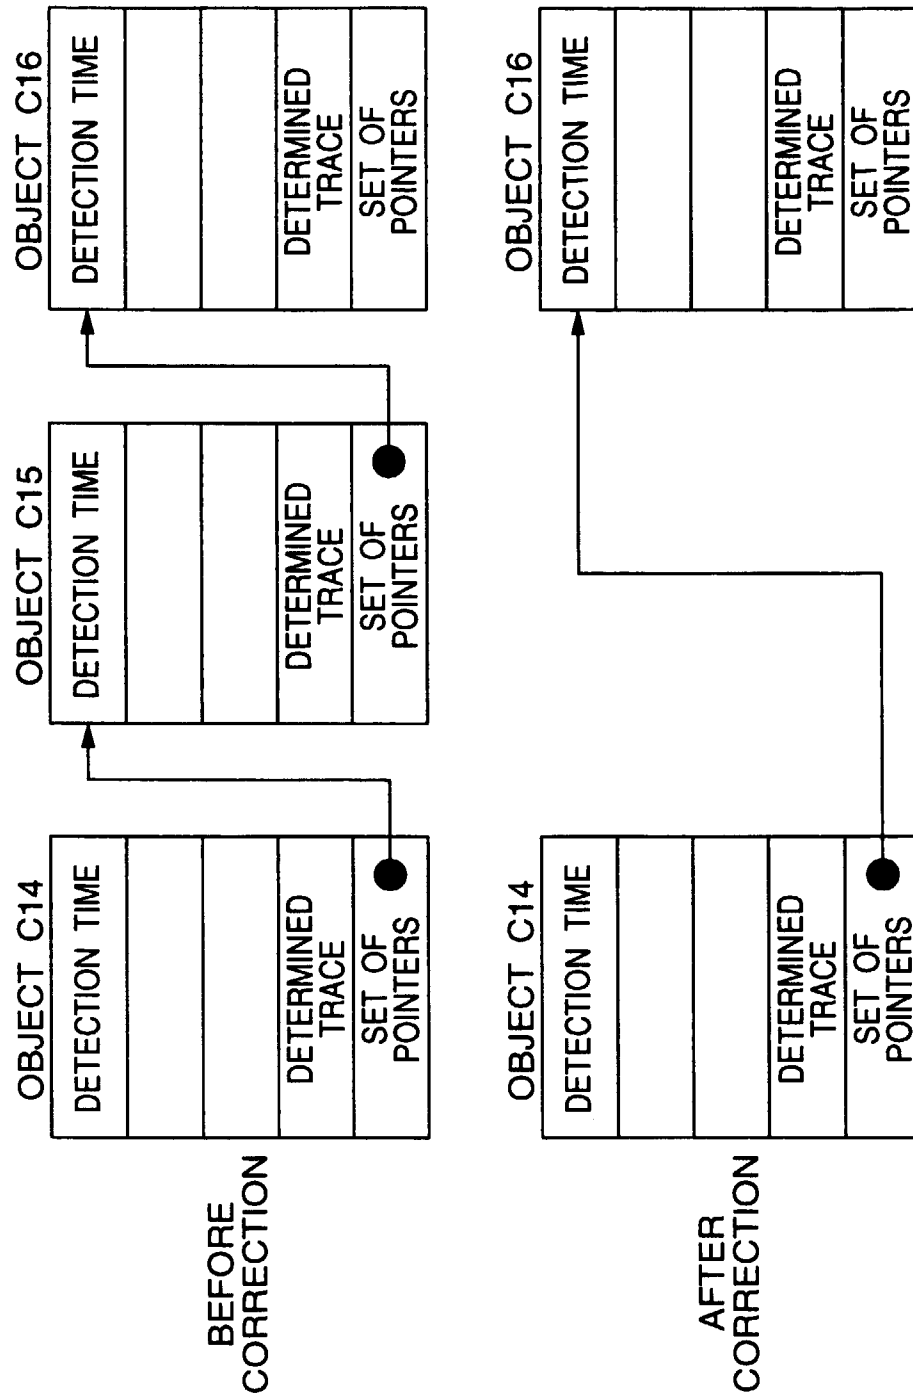 BEFORE
CORRECTION
OBJECT C14
DETECTION TIME
DETERMINED
TRACE
SET OF
POINTERS
OBJECT C15
DETECTION TIME
DETERMINED
TRACE
SET OF
POINTERS
OBJECT C16
DETECTION TIME
DETERMINED
TRACE
SET OF
POINTERS
AFTER
CORRECTION
OBJECT C14
DETECTION TIME
DETERMINED
TRACE
SET OF
POINTERS
OBJECT C16
DETECTION TIME
DETERMINED
TRACE
SET OF
POINTERS